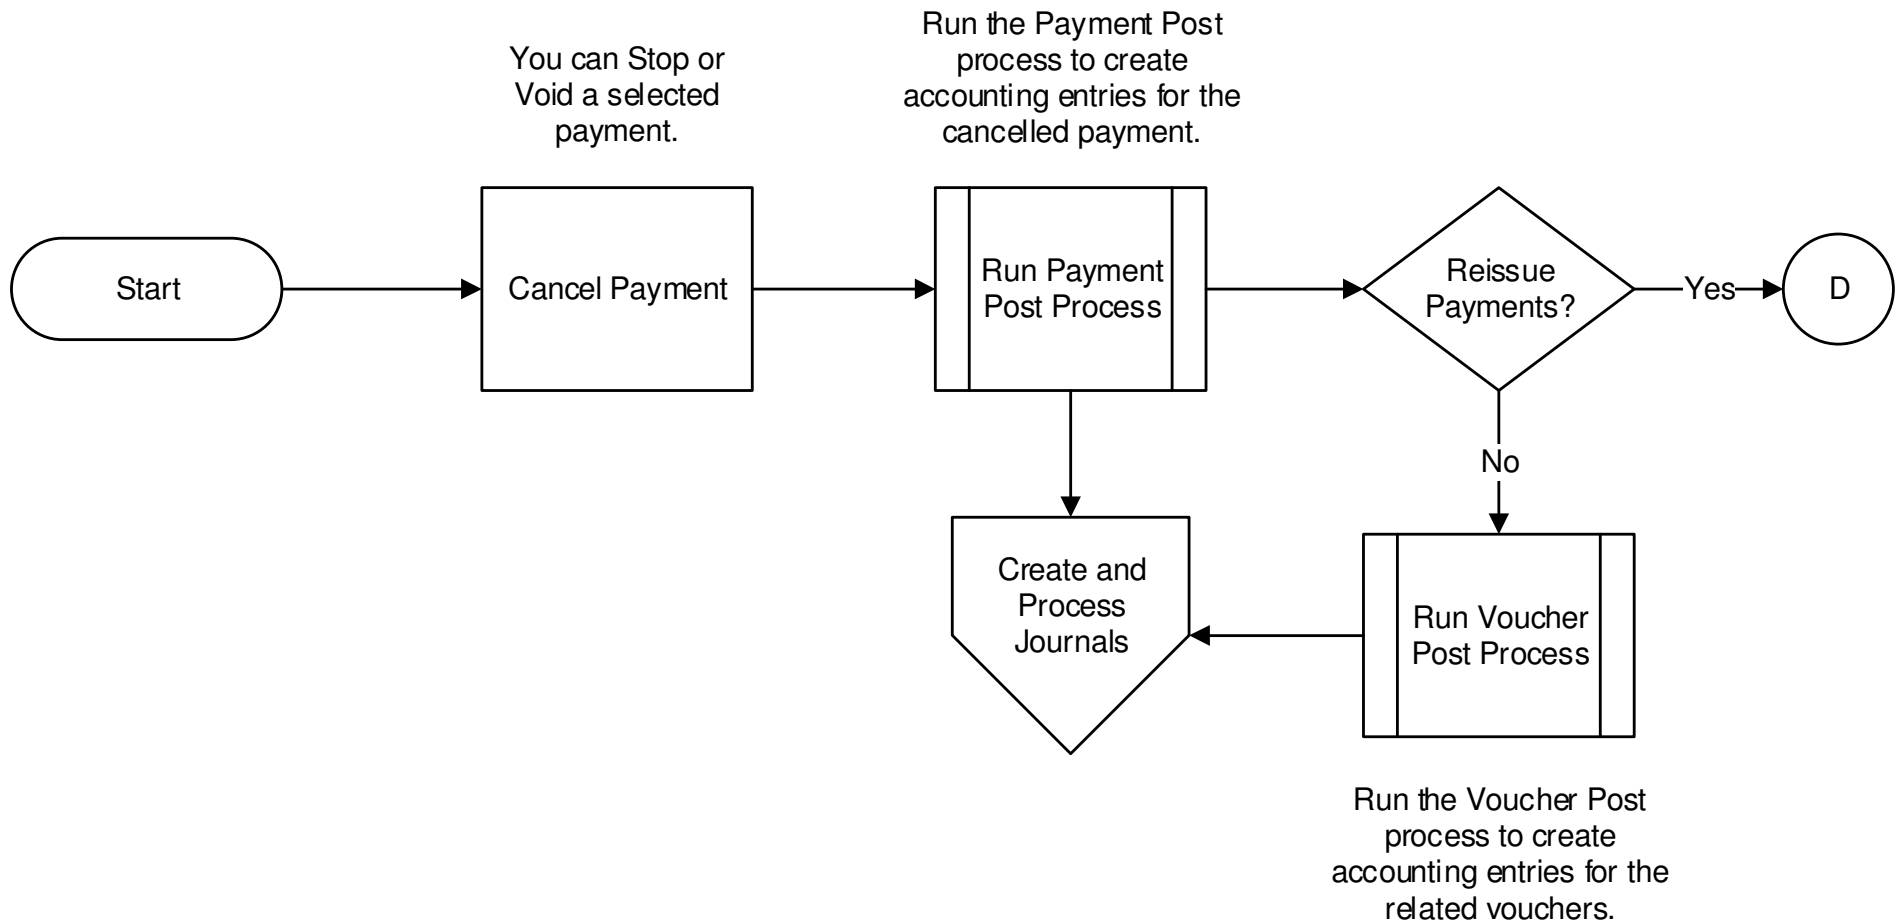 You can Stop or
Void a selected
payment.
Run the Payment Post
process to create
accounting entries for the
cancelled payment.
Start
Cancel Payment
Run Payment
Post Process
Reissue
Payments?
Yes
D
No
Create and
Process
Journals
Run Voucher
Post Process
Run the Voucher Post
process to create
accounting entries for the
related vouchers.